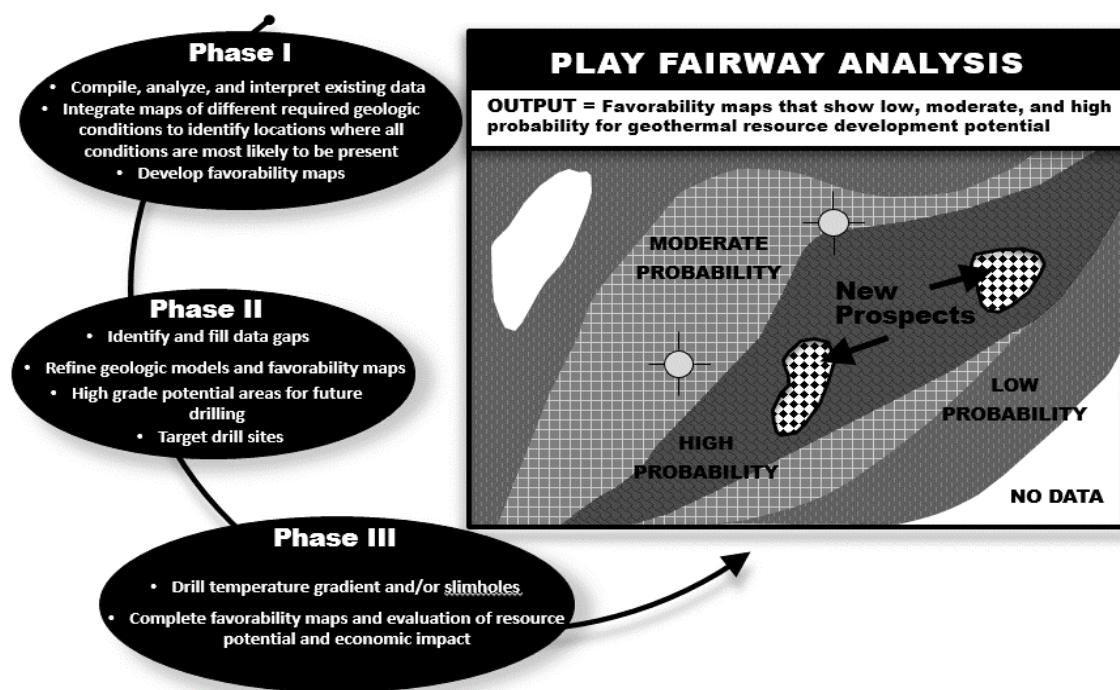 Phase I
• Compile, analyze, and interpret existing data
• Integrate maps of different required geologic
conditions to identify locations where all
conditions are most likely to be present
• Develop favorability maps
Phase II
• Identify and fill data gaps
• Refine geologic models and favorability maps
• High grade potential areas for future
drilling
• Target drill sites
Phase III
• Drill temperature gradient and/or slimholes
• Complete favorability maps and evaluation of resource
potential and economic impact
PLAY FAIRWAY ANALYSIS
OUTPUT = Favorability maps that show low, moderate, and high
probability for geothermal resource development potential
MODERATE
PROBABILITY
New
Prospects
LOW
PROBABILITY
HIGH
PROBABILITY
NO DATA